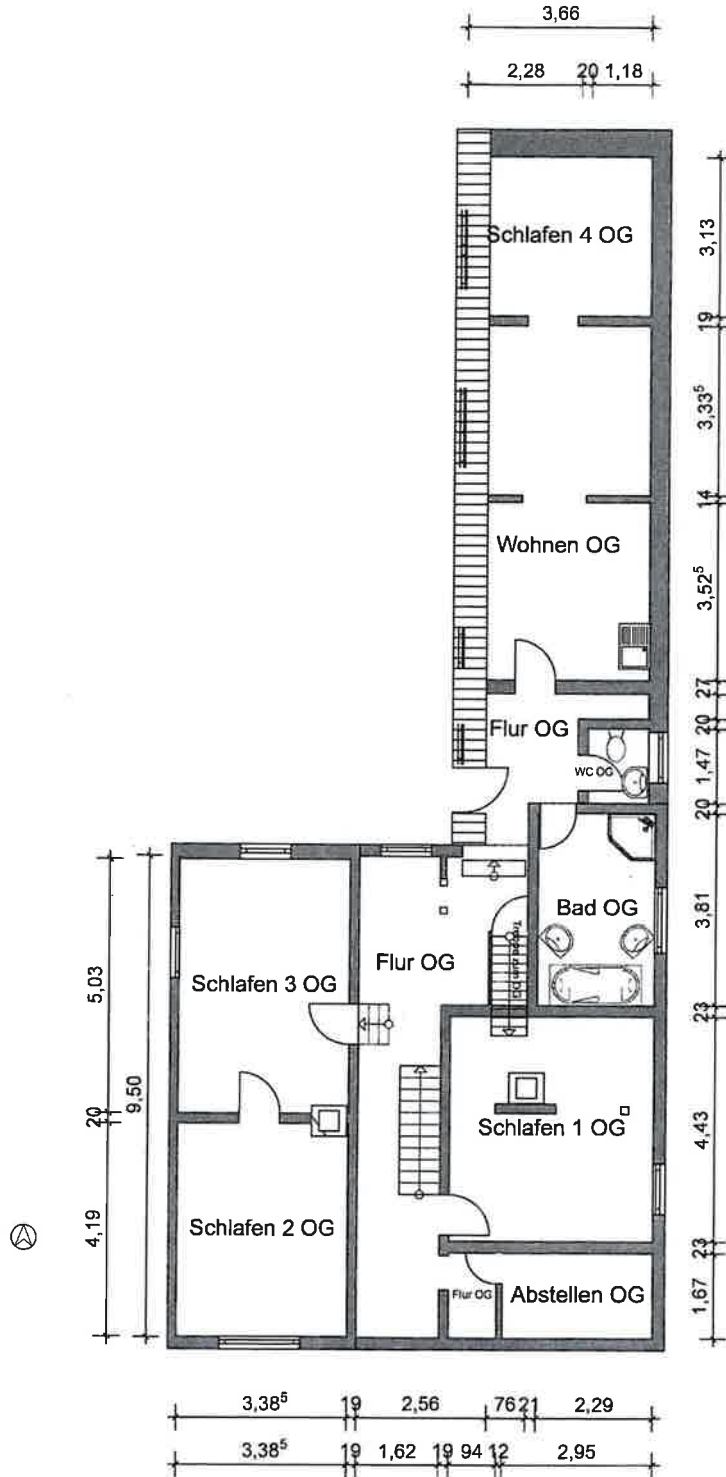 3,66
2,28 20 1,18
Schlafen 4 OG
3,13
19
3,33⁵
14
Wohnen OG
3,52⁵
27
Flur OG
20
WC OG
1,47
20
Bad OG
3,81
Treppe zum DG
Flur OG
Schlafen 3 OG
5,03
9,50
23
20
Schlafen 1 OG
4,43
Schlafen 2 OG
4,19
23
Flur OG
Abstellen OG
1,67
3,38⁵ 19 2,56 76 21 2,29
3,38⁵ 19 1,62 19 94 12 2,95